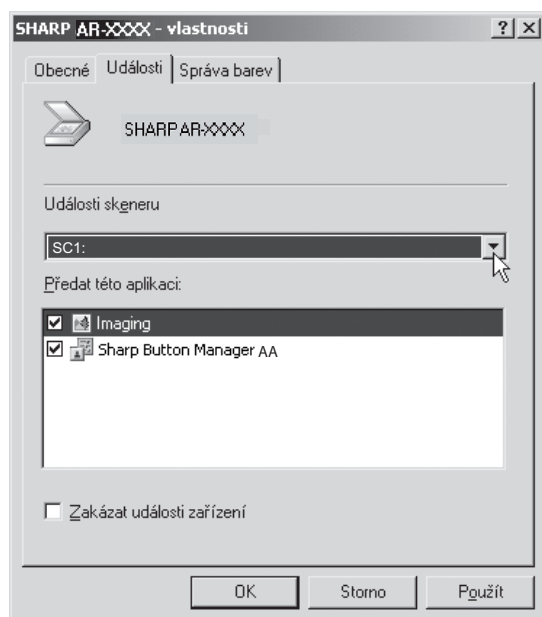 SHARP AR-XXXX - vlastnosti
Obecné Události Správa barev
SHARP AR-XXXX
Události skeneru
SC1:
Předat této aplikaci:
Imaging
Sharp Button Manager AA
Zakázat události zařízení
OK Storno Použít